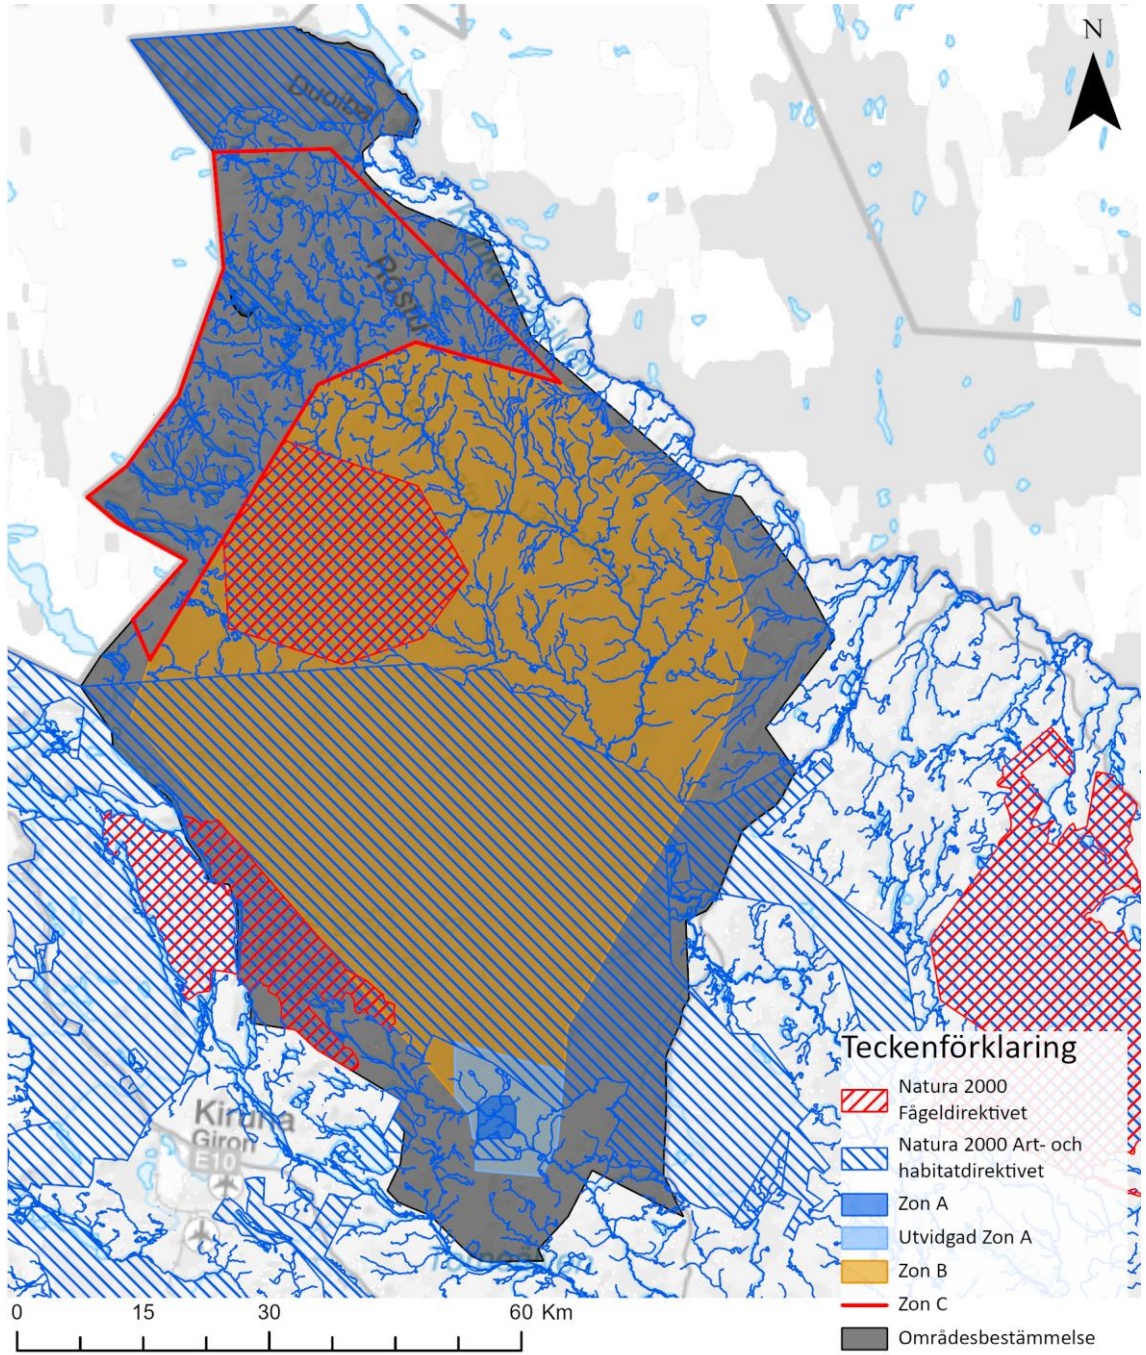 N
Duoiba
Rostu
Kiruna
Giron
E10
Teckenförklaring
Natura 2000
Fågeldirektivet
Natura 2000 Art- och
habitatdirektivet
Zon A
Utvidgad Zon A
Zon B
Zon C
Områdesbestämmelse
0 15 30 60 Km